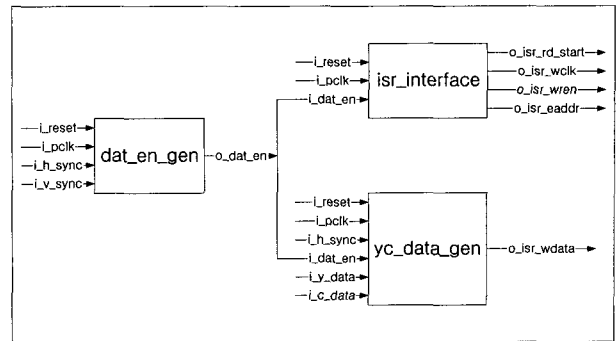 i_reset
i_pclk
i_h_sync
i_v_sync
dat_en_gen
o_dat_en
i_reset
i_pclk
i_dat_en
isr_interface
o_isr_rd_start
o_isr_wclk
o_isr_wren
o_isr_eaddr
i_reset
i_pclk
i_h_sync
i_dat_en
i_y_data
i_c_data
yc_data_gen
o_isr_wdata